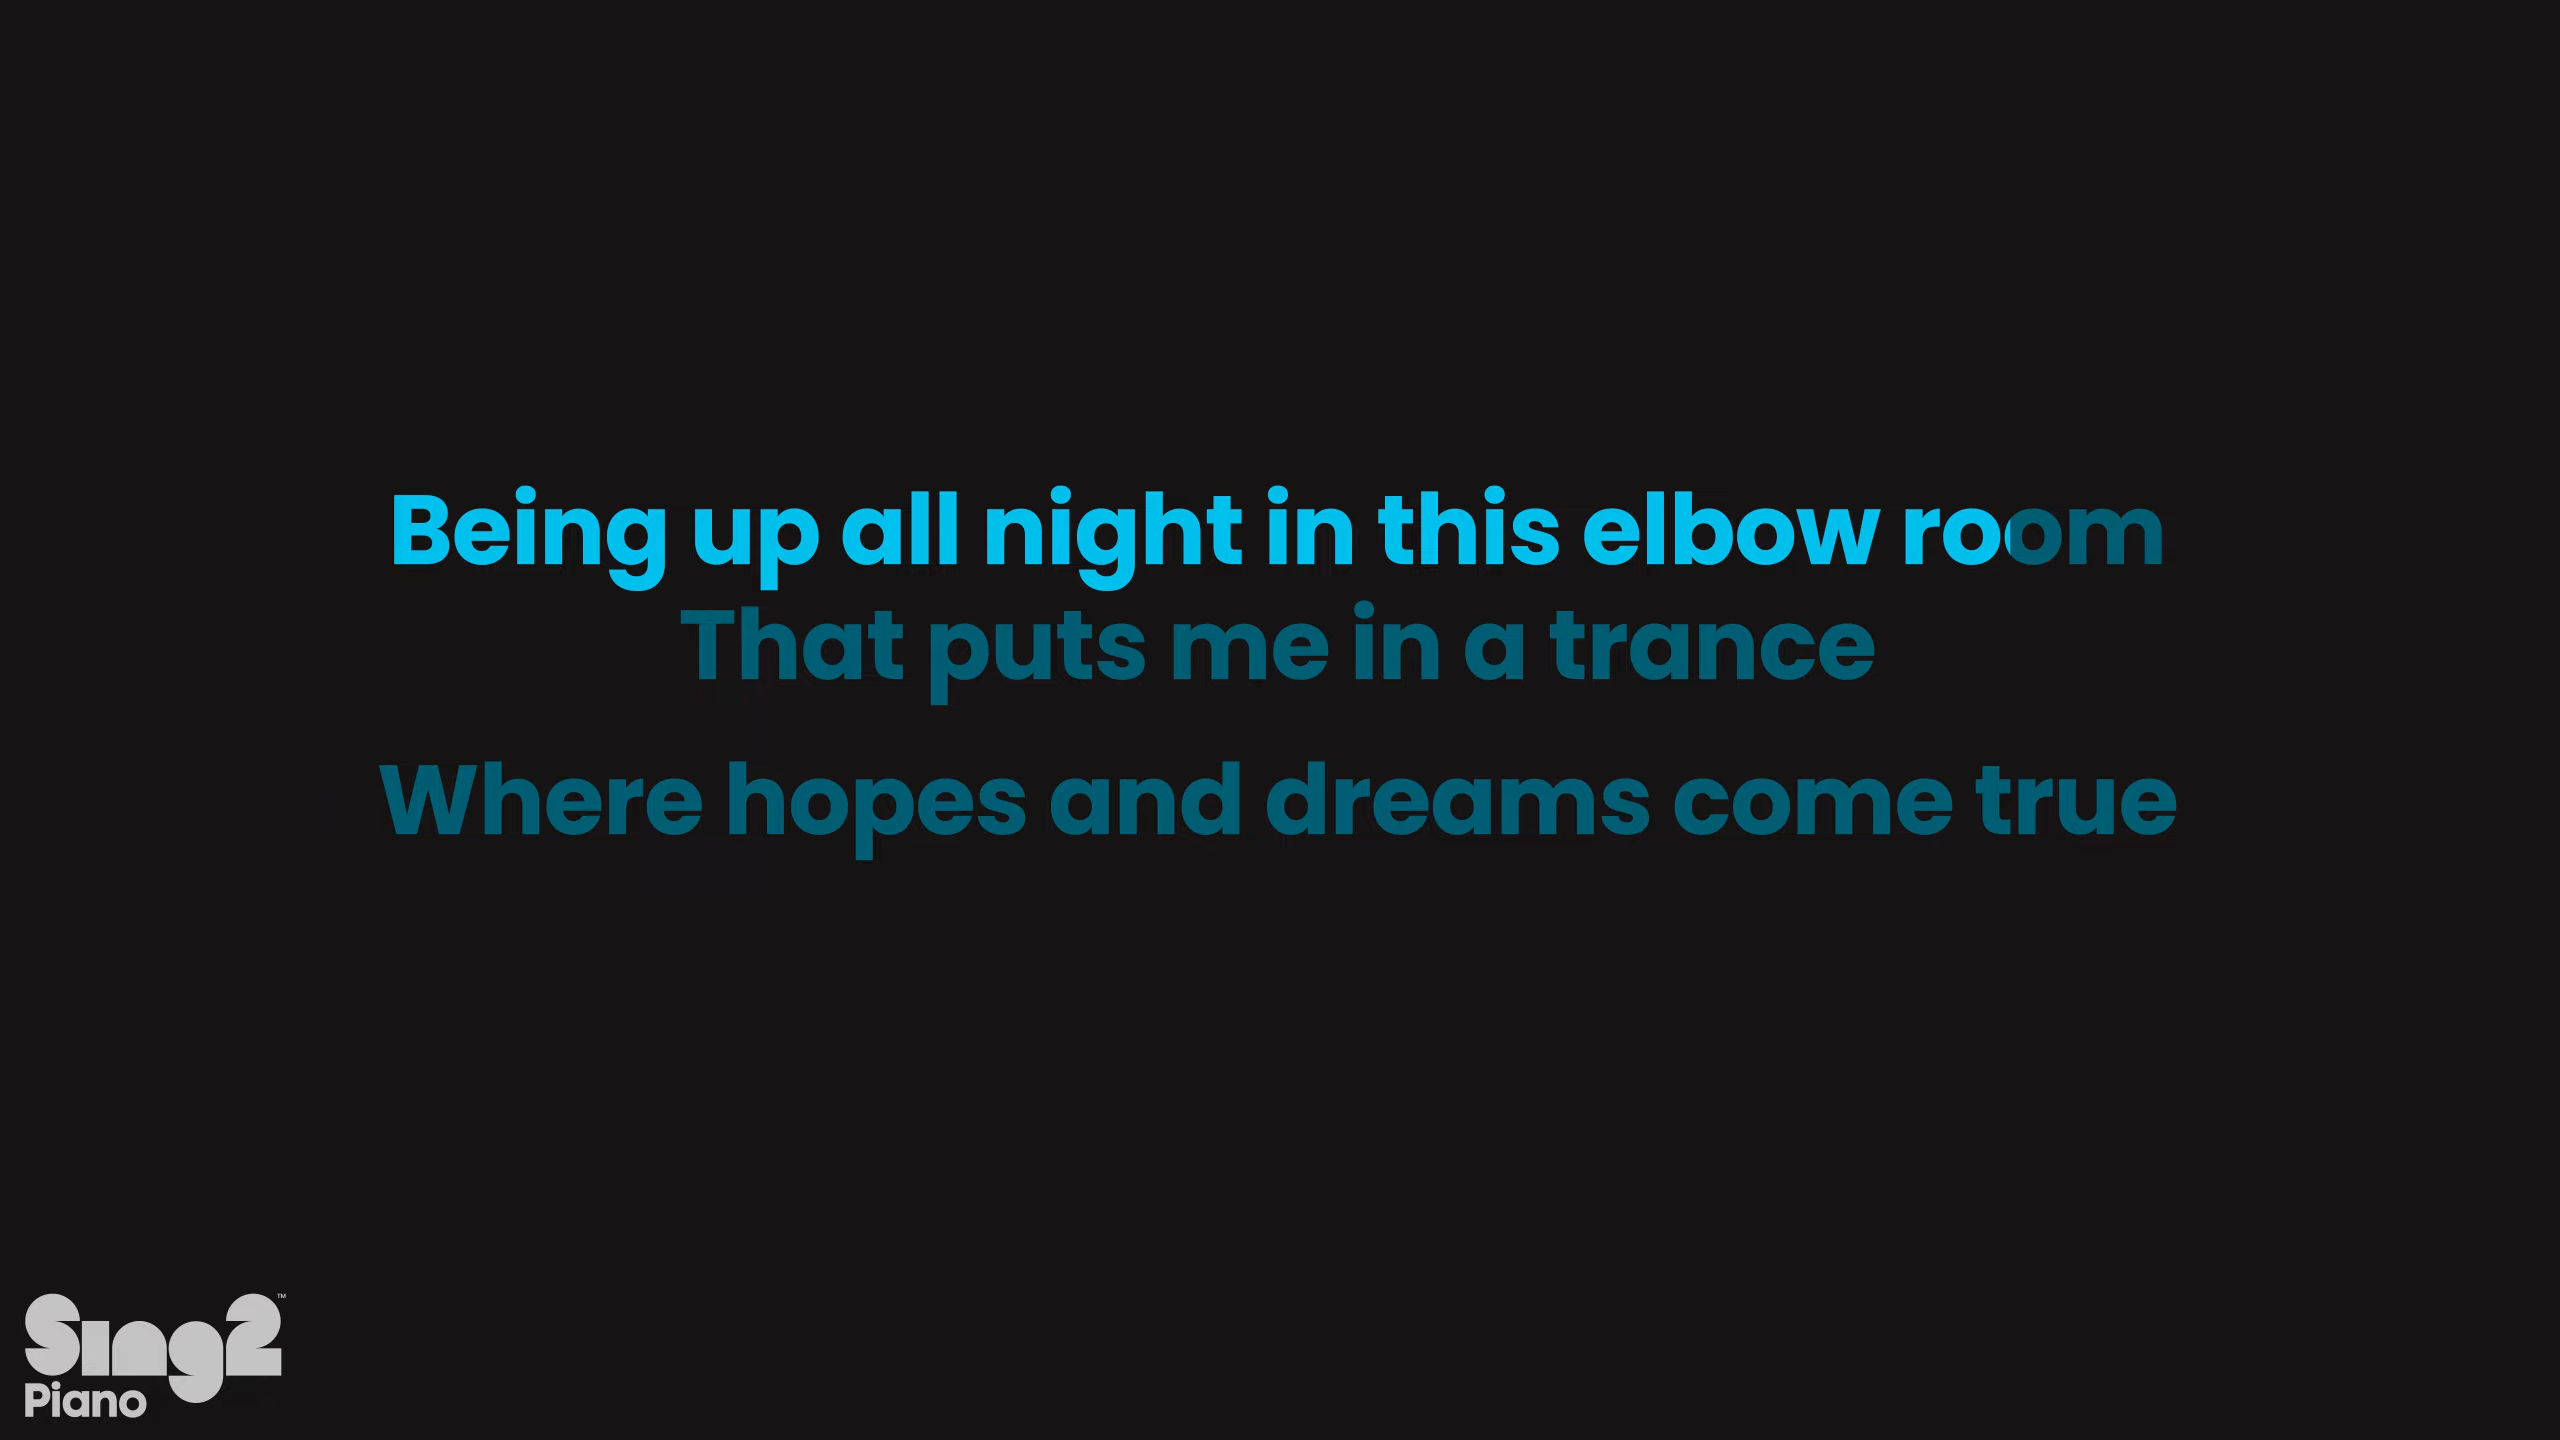 Being up all night in this elbow room
That puts me in a trance
Where hopes and dreams come true
Sing2™
Piano